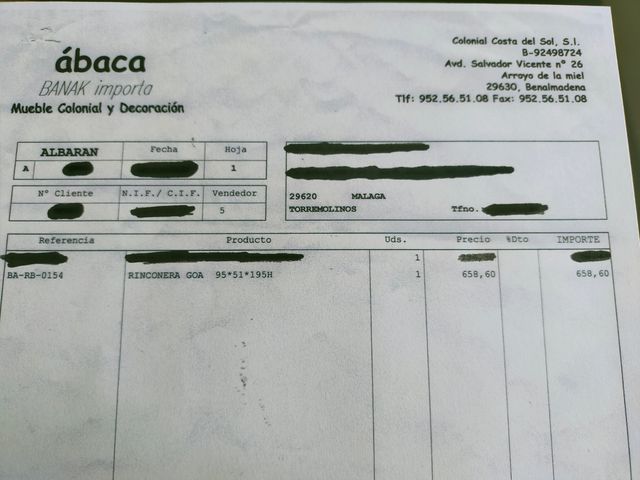 ábaca
BANAK importa
Mueble Colonial y Decoración
Colonial Costa del Sol, S.l.
B-92498724
Avd. Salvador Vicente nº 26
Arroyo de la miel
29630, Benalmadena
Tlf: 952.56.51.08 Fax: 952.56.51.08
ALBARAN Fecha Hoja
A 1
Nº Cliente N.I.F./ C.I.F. Vendedor
5
29620 MALAGA
TORREMOLINOS Tfno.
Referencia Producto Uds. Precio %Dto IMPORTE
1
BA-RB-0154 RINCONERA GOA 95*51*195H 1 658,60 658,60